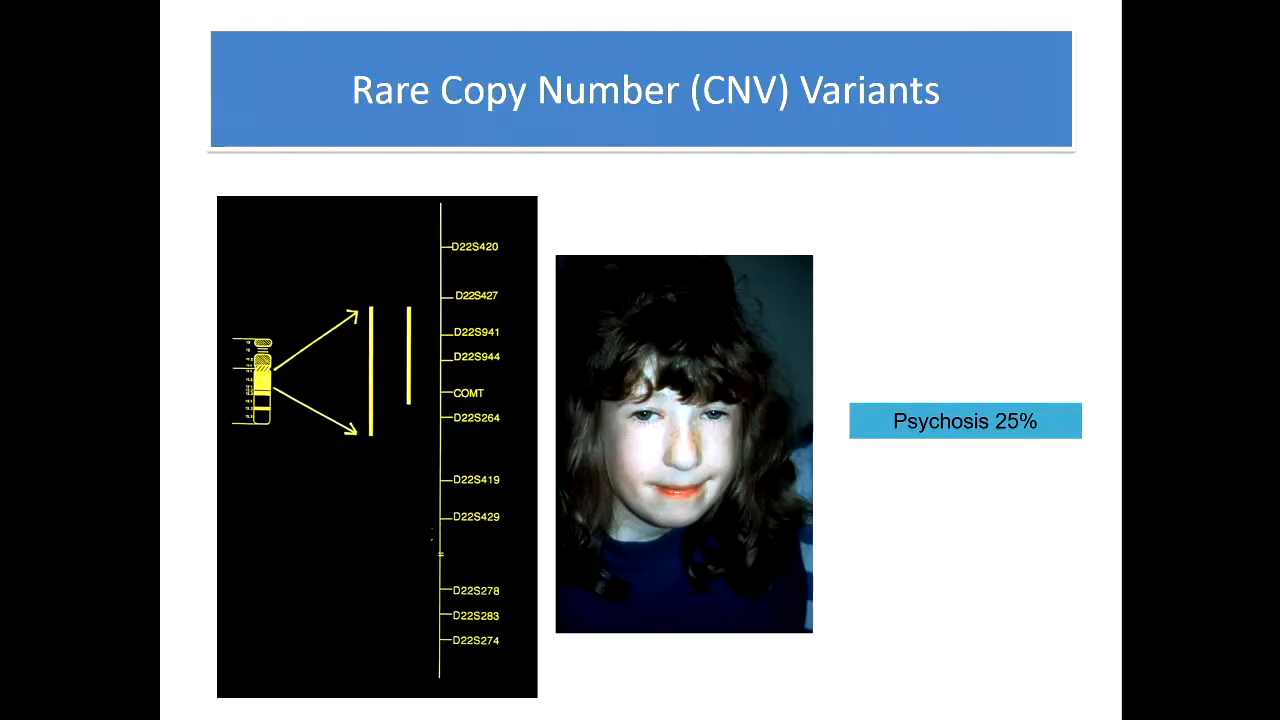 Rare Copy Number (CNV) Variants
D22S420
D22S427
D22S941
D22S944
COMT
D22S264
D22S419
D22S429
D22S278
D22S283
D22S274
Psychosis 25%